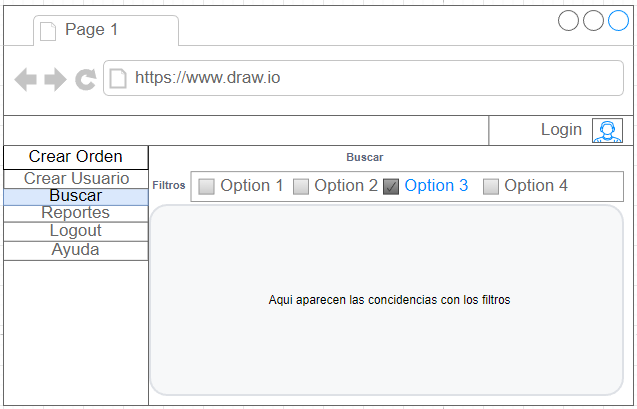 Page 1
https://www.draw.io
Login
Crear Orden
Crear Usuario
Buscar
Reportes
Logout
Ayuda
Buscar
Filtros Option 1 Option 2 Option 3 Option 4
Aqui aparecen las concidencias con los filtros